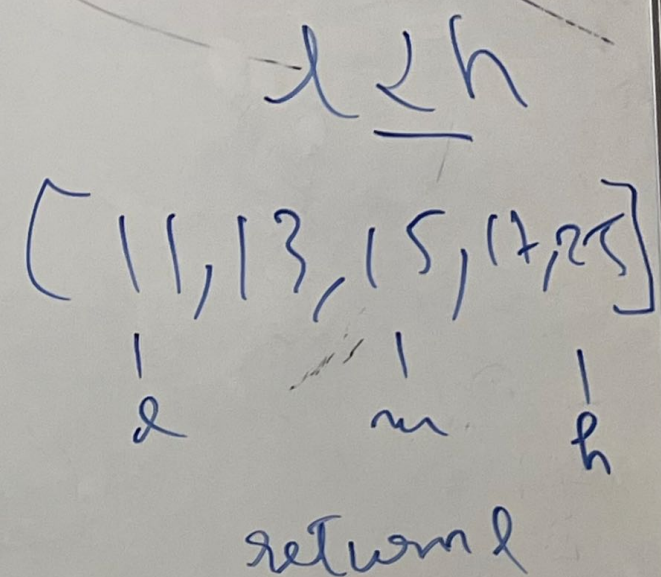 l ≤ h
[11, 13, 15, 17, 25]
l m h
return l